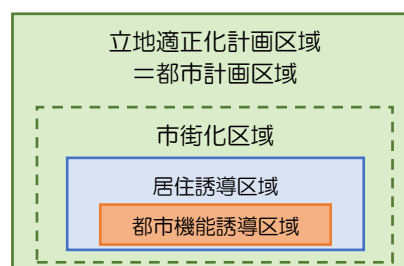 立地適正化計画区域
＝都市計画区域
市街化区域
居住誘導区域
都市機能誘導区域